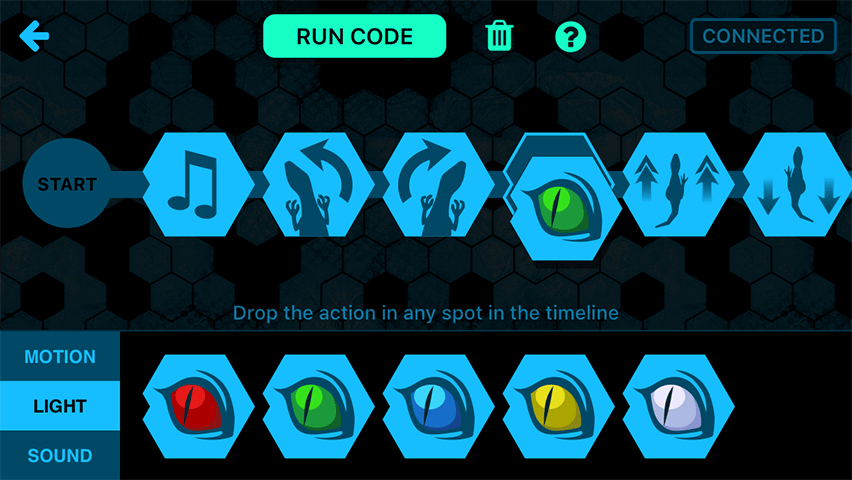 RUN CODE
?
CONNECTED
START
Drop the action in any spot in the timeline
MOTION
LIGHT
SOUND